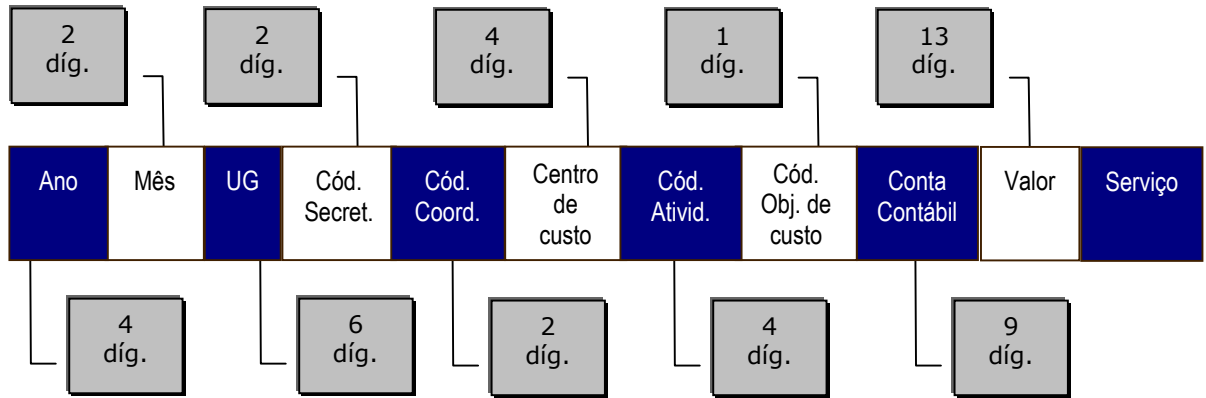 2
díg.
2
díg.
4
díg.
1
díg.
13
díg.
Ano
Mês
UG
Cód.
Secret.
Cód.
Coord.
Centro
de
custo
Cód.
Ativid.
Cód.
Obj. de
custo
Conta
Contábil
Valor
Serviço
4
díg.
6
díg.
2
díg.
4
díg.
9
díg.